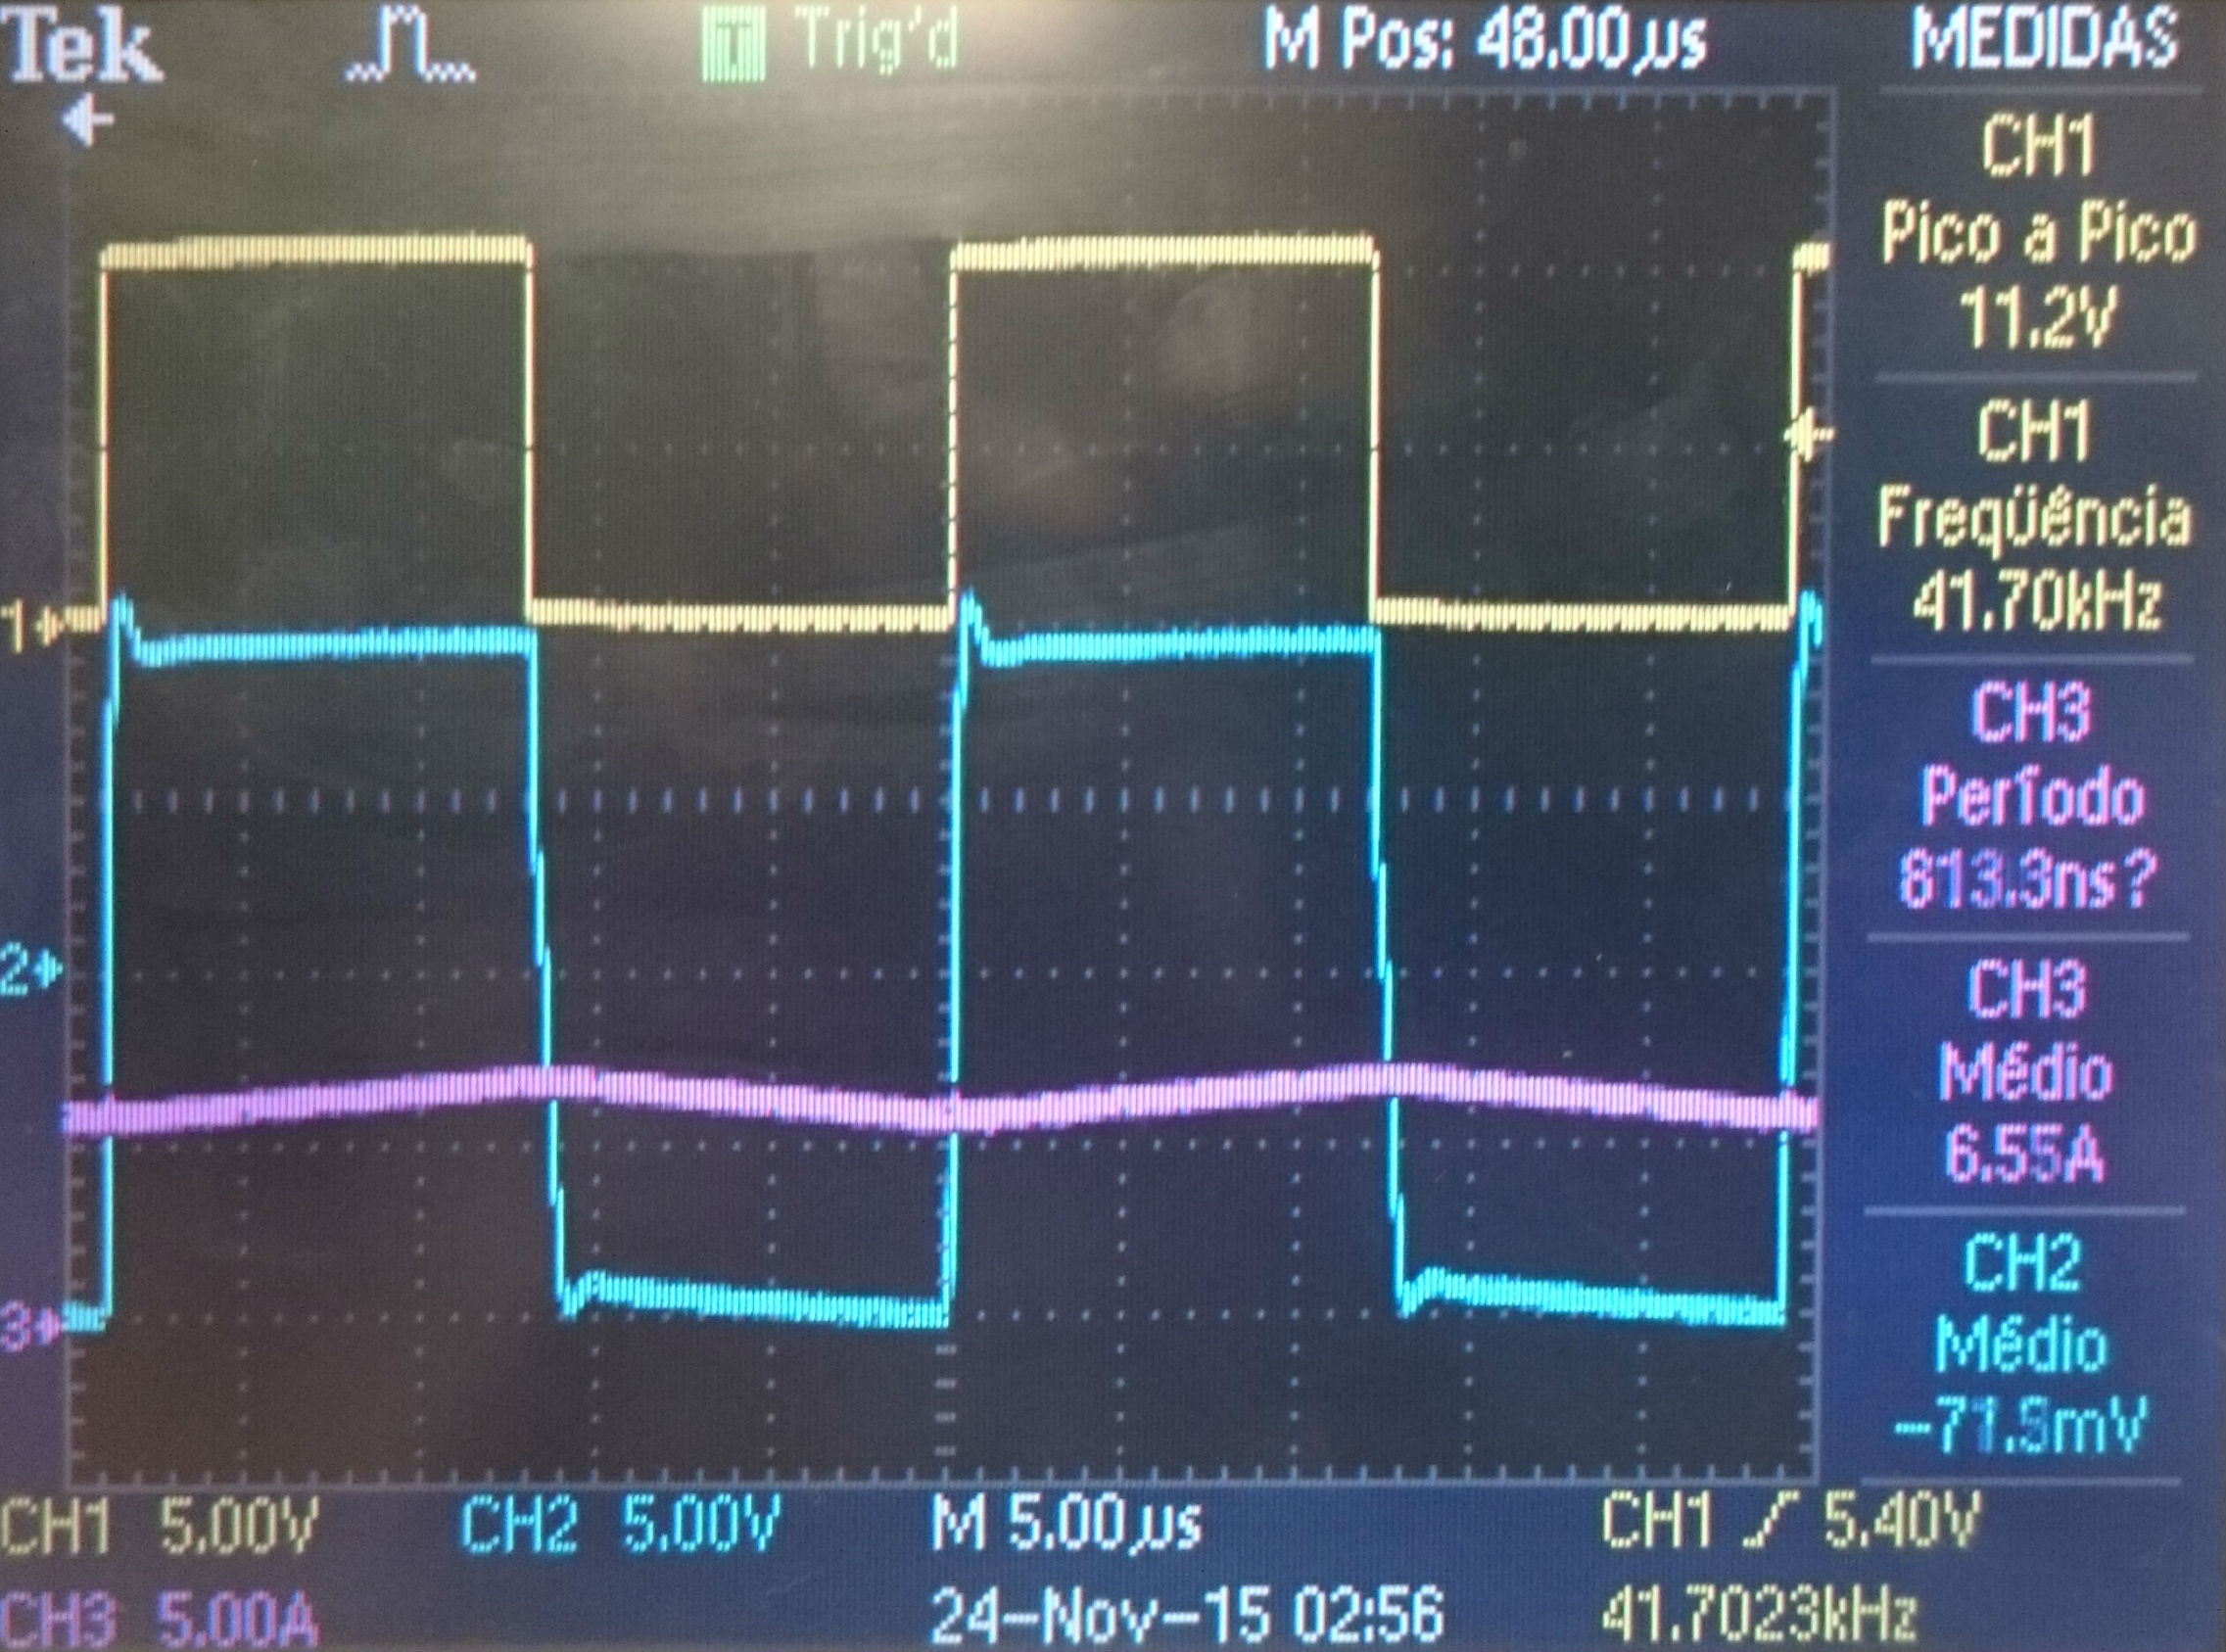 Tek T Trig'd M Pos: 48.00µs MEDIDAS
CH1
Pico a Pico
11.2V
CH1
Freqüência
41.70kHz
CH3
Período
813.3ns?
CH3
Médio
6.55A
CH2
Médio
-71.9mV
1
2
3
CH1 5.00V CH2 5.00V M 5.00µs CH1 5.40V
CH3 5.00A 24-Nov-15 02:56 41.7023kHz